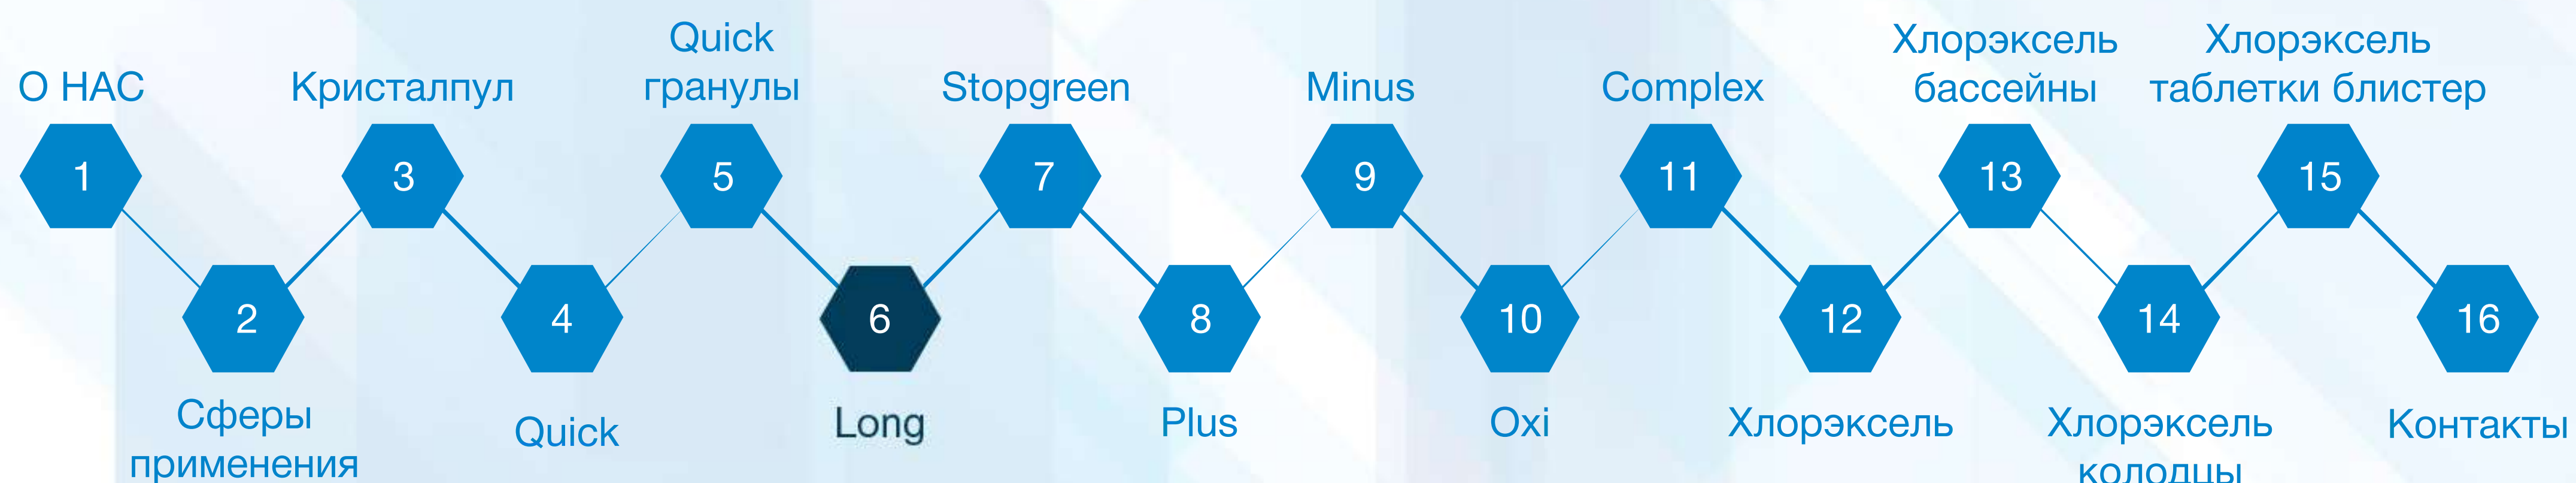 О НАС
1
Сферы
применения
2
Кристалпул
3
Quick
4
Quick
гранулы
5
Long
6
Stopgreen
7
Plus
8
Minus
9
Oxi
10
Complex
11
Хлорэксель
12
Хлорэксель
бассейны
13
Хлорэксель
колодцы
14
Хлорэксель
таблетки блистер
15
Контакты
16